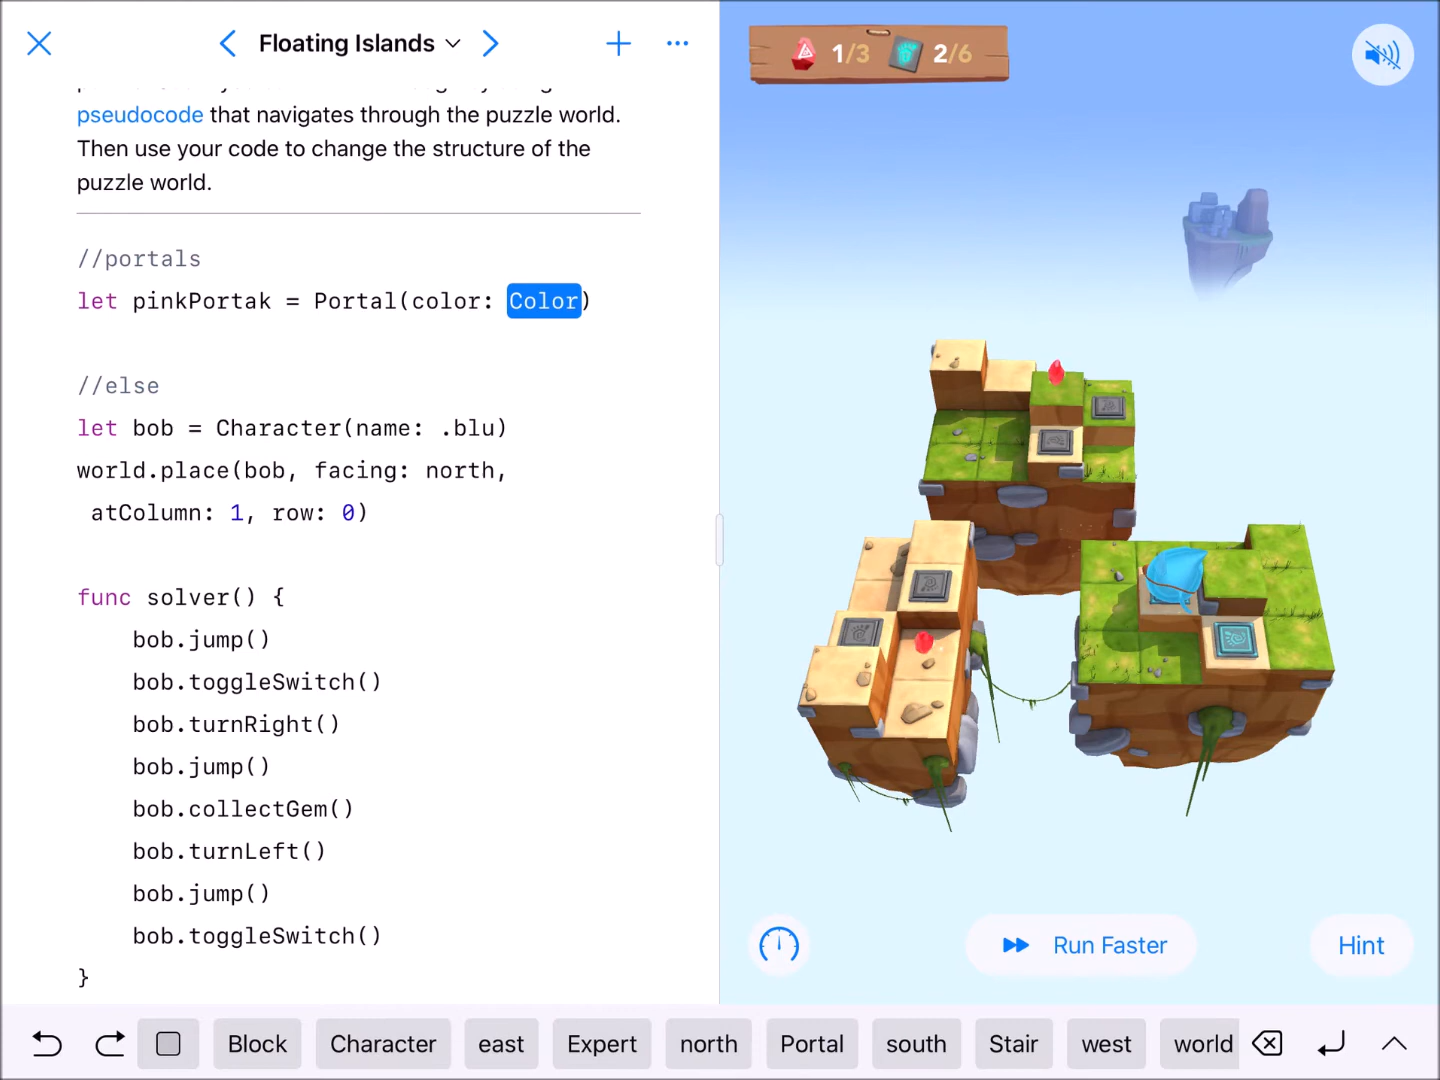 Floating Islands
pseudocode that navigates through the puzzle world.
Then use your code to change the structure of the
puzzle world.
//portals
let pinkPortak = Portal(color: Color)
//else
let bob = Character(name: .blu)
world.place(bob, facing: north,
atColumn: 1, row: 0)
func solver() {
bob.jump()
bob.toggleSwitch()
bob.turnRight()
bob.jump()
bob.collectGem()
bob.turnLeft()
bob.jump()
bob.toggleSwitch()
}
1/3 2/6
Run Faster
Hint
Block Character east Expert north Portal south Stair west world